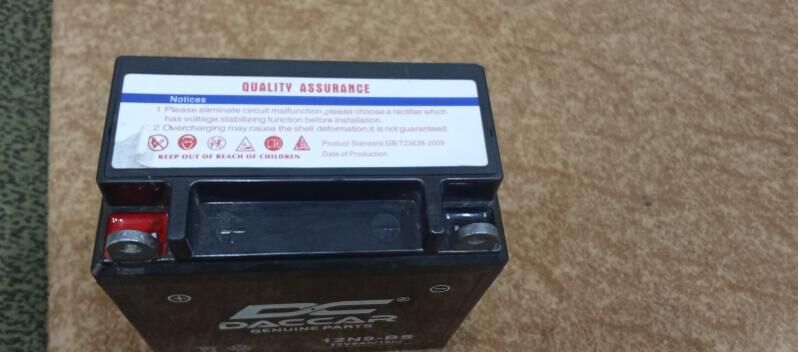 QUALITY ASSURANCE
Notices
1 Please eliminate circuit malfunction,please choose a rectifier which
has voltage stabilizing function before installation.
2 Overcharging may cause the shell deformation,it is not guaranteed.
Product Standard:GB/T23638-2009
KEEP OUT OF REACH OF CHILDREN
Date of Production:
+ -
DC ®
DACCAR
GENUINE PARTS
12N9-BS